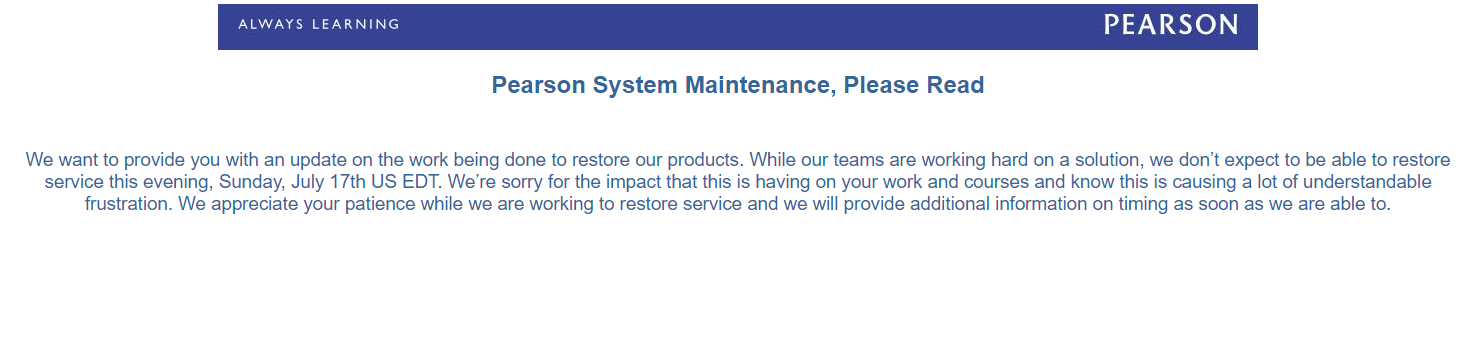 ALWAYS LEARNING
PEARSON
Pearson System Maintenance, Please Read
We want to provide you with an update on the work being done to restore our products. While our teams are working hard on a solution, we don’t expect to be able to restore
service this evening, Sunday, July 17th US EDT. We’re sorry for the impact that this is having on your work and courses and know this is causing a lot of understandable
frustration. We appreciate your patience while we are working to restore service and we will provide additional information on timing as soon as we are able to.